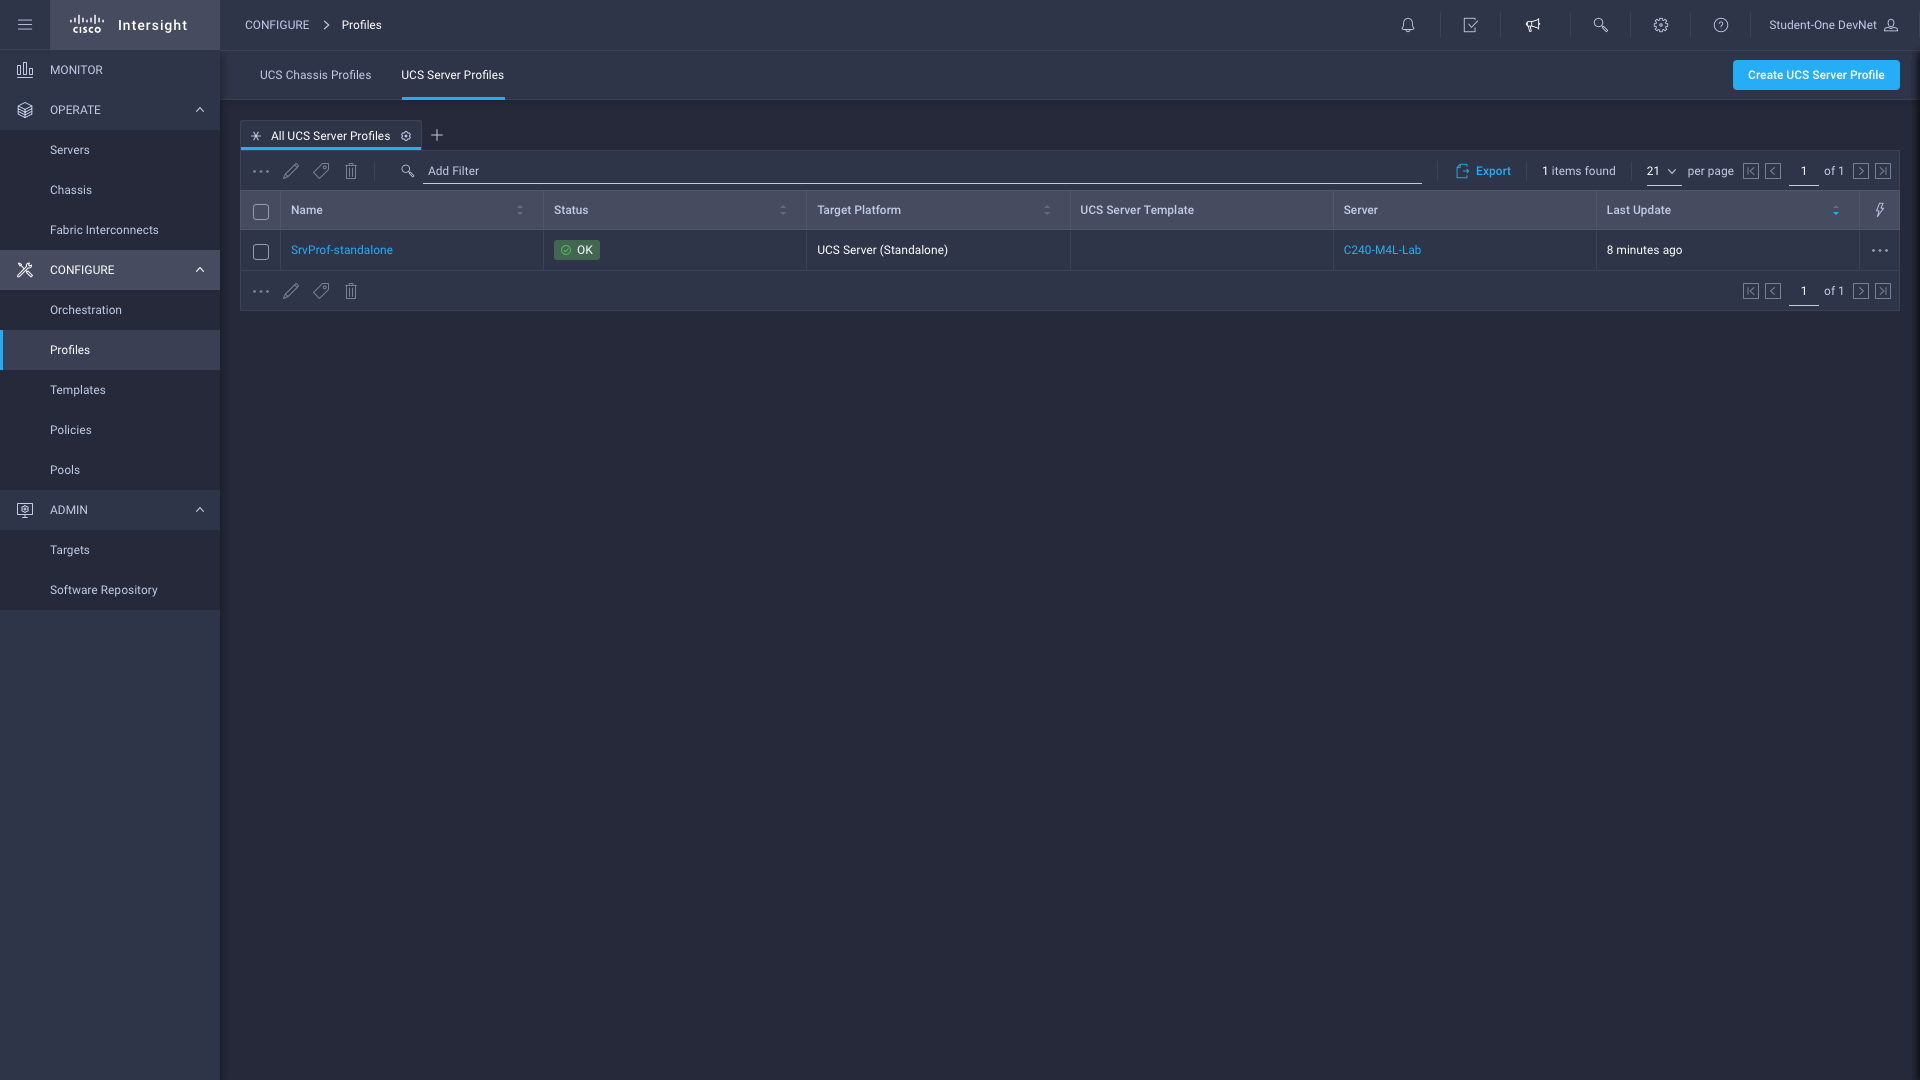 cisco Intersight
CONFIGURE > Profiles
Student-One DevNet
MONITOR
OPERATE
Servers
Chassis
Fabric Interconnects
CONFIGURE
Orchestration
Profiles
Templates
Policies
Pools
ADMIN
Targets
Software Repository
UCS Chassis Profiles
UCS Server Profiles
Create UCS Server Profile
All UCS Server Profiles
Add Filter
Export
1 items found
21 per page
1 of 1
Name Status Target Platform UCS Server Template Server Last Update
SrvProf-standalone OK UCS Server (Standalone) C240-M4L-Lab 8 minutes ago
1 of 1